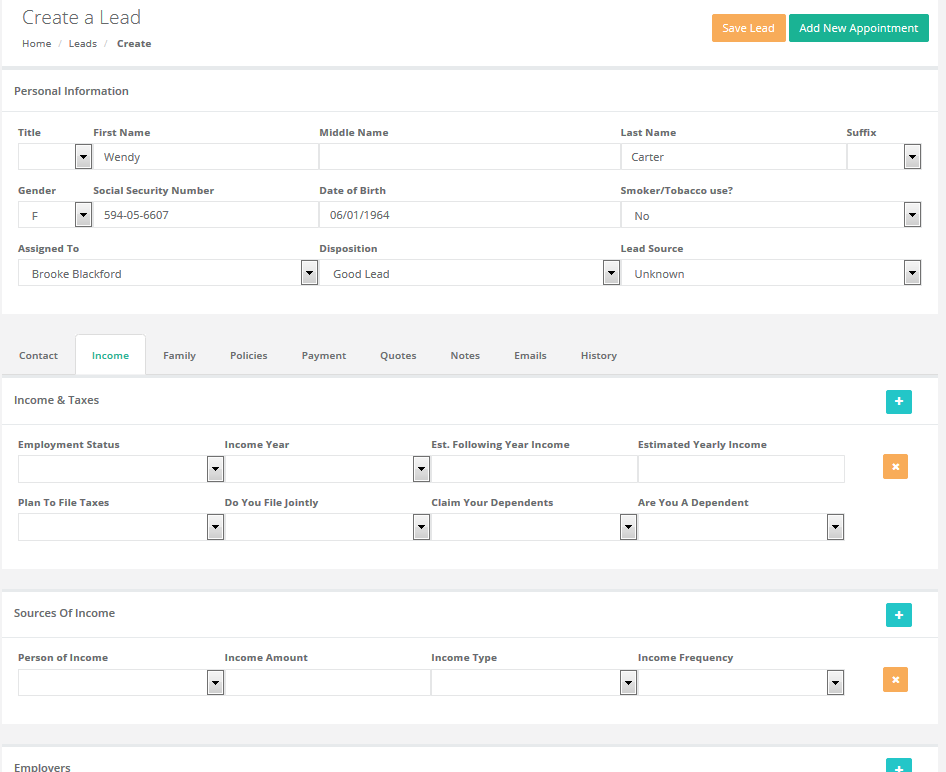 Create a Lead
Home / Leads / Create
Save Lead
Add New Appointment
Personal Information
Title First Name Middle Name Last Name Suffix
Wendy Carter
Gender Social Security Number Date of Birth Smoker/Tobacco use?
F 594-05-6607 06/01/1964 No
Assigned To Disposition Lead Source
Brooke Blackford Good Lead Unknown
Contact Income Family Policies Payment Quotes Notes Emails History
Income & Taxes
Employment Status Income Year Est. Following Year Income Estimated Yearly Income
Plan To File Taxes Do You File Jointly Claim Your Dependents Are You A Dependent
Sources Of Income
Person of Income Income Amount Income Type Income Frequency
Employers